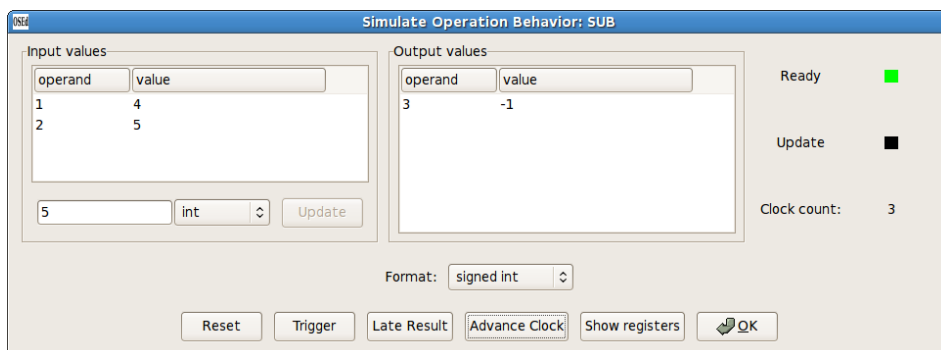 OSEd Simulate Operation Behavior: SUB
Input values
operand value
1 4
2 5
5 int Update
Output values
operand value
3 -1
Ready
Update
Clock count: 3
Format: signed int
Reset Trigger Late Result Advance Clock Show registers OK